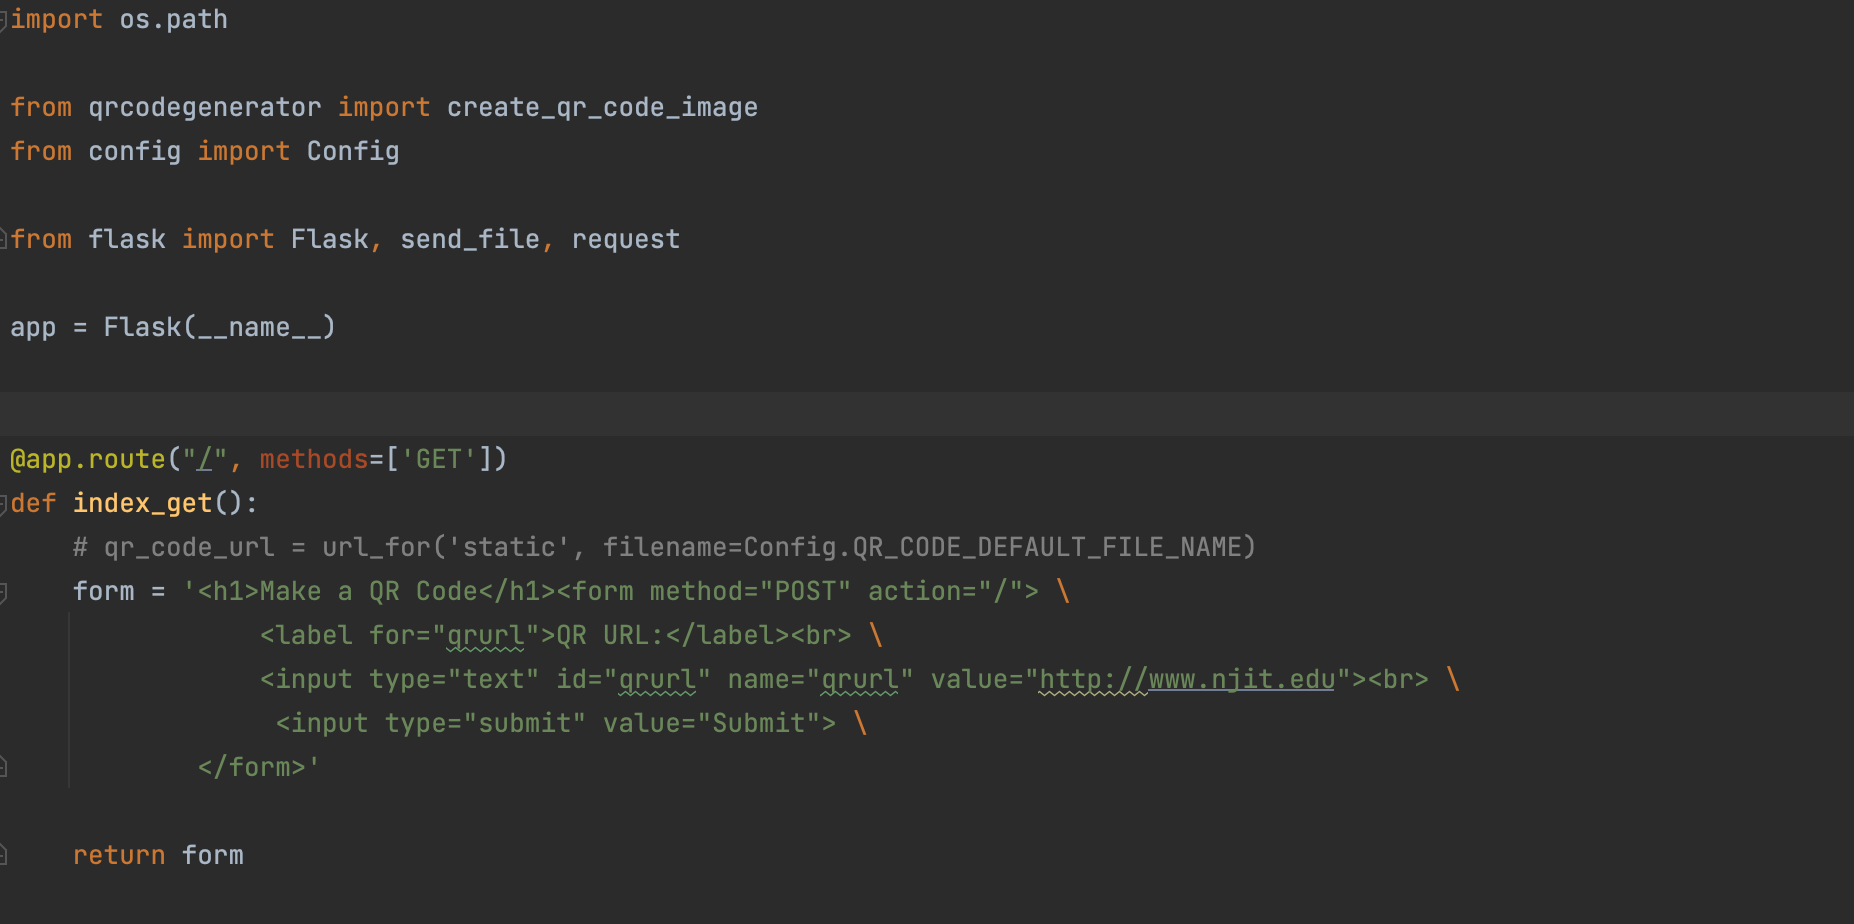 import os.path
from qrcodegenerator import create_qr_code_image
from config import Config
from flask import Flask, send_file, request
app = Flask(__name__)
@app.route("/", methods=['GET'])
def index_get():
    # qr_code_url = url_for('static', filename=Config.QR_CODE_DEFAULT_FILE_NAME)
    form = '<h1>Make a QR Code</h1><form method="POST" action="/"> \
                <label for="qrurl">QR URL:</label><br> \
                <input type="text" id="qrurl" name="qrurl" value="http://www.njit.edu"><br> \
                 <input type="submit" value="Submit"> \
            </form>'
    return form